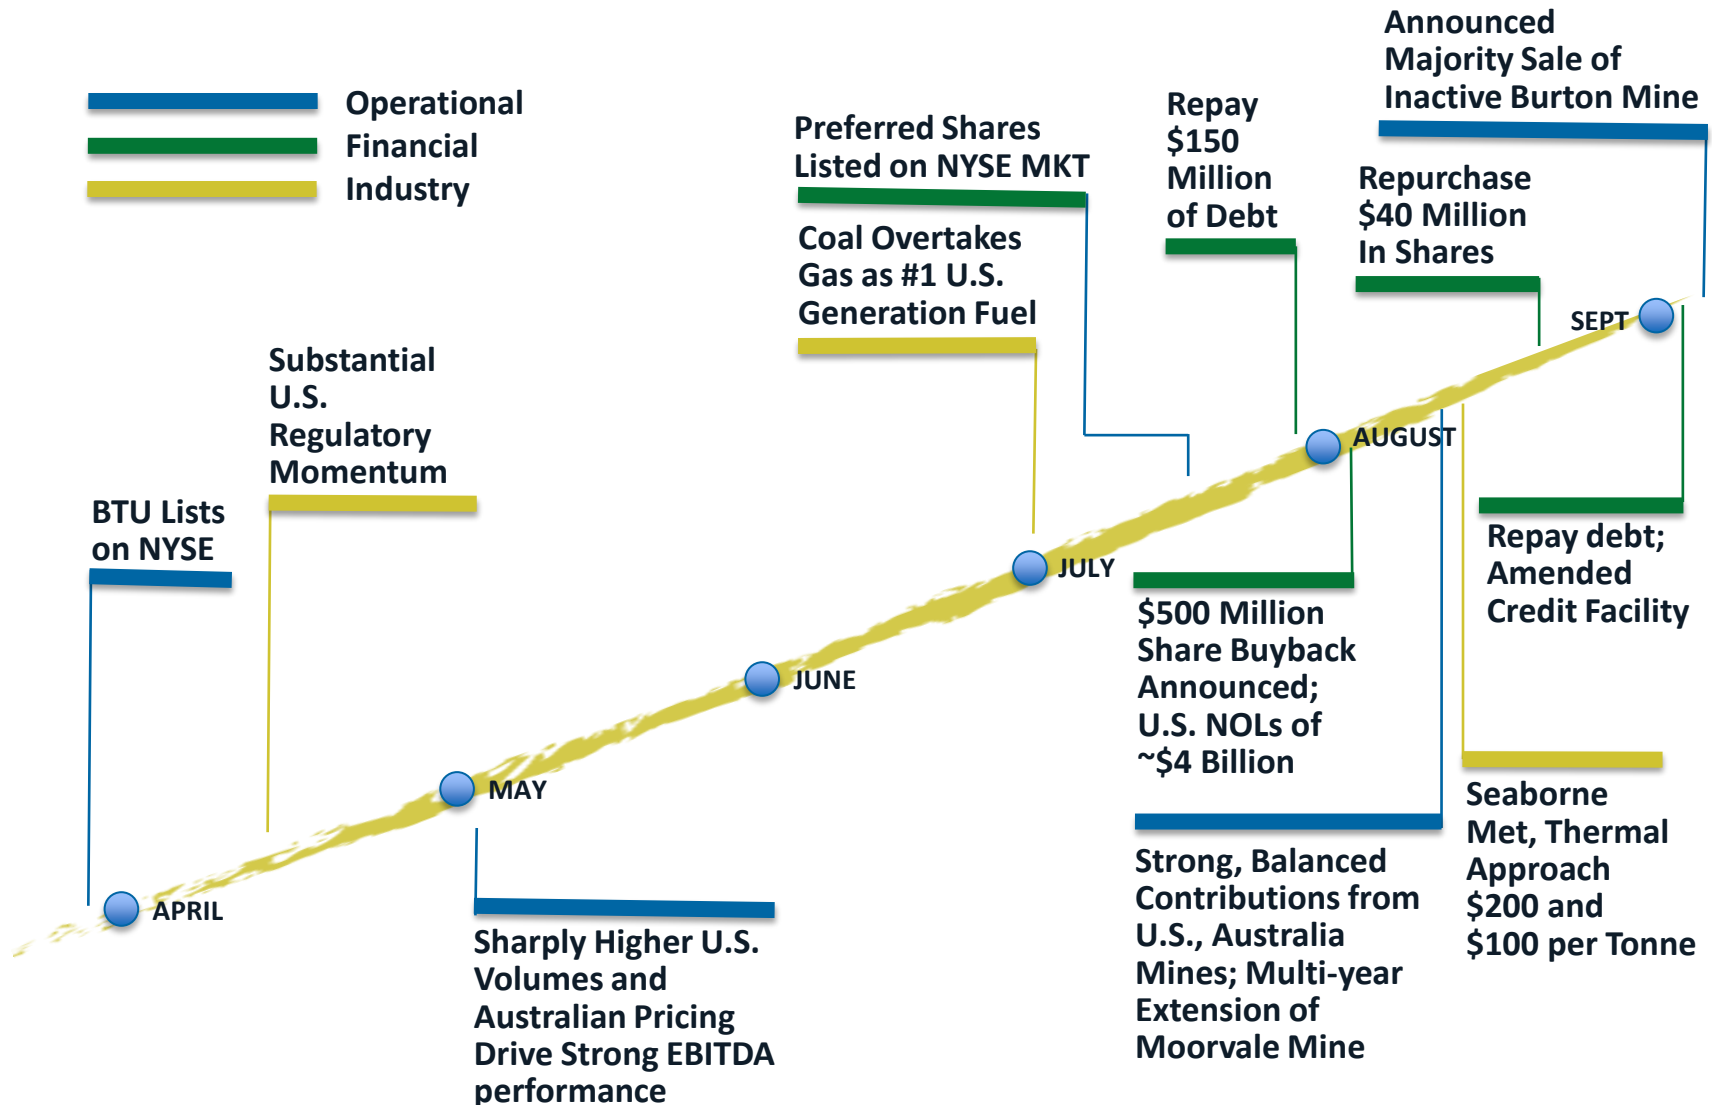 Operational
Financial
Industry
BTU Lists
on NYSE
Substantial
U.S.
Regulatory
Momentum
Preferred Shares
Listed on NYSE MKT
Coal Overtakes
Gas as #1 U.S.
Generation Fuel
Repay
$150
Million
of Debt
Announced
Majority Sale of
Inactive Burton Mine
Repurchase
$40 Million
In Shares
APRIL
MAY
JUNE
JULY
AUGUST
SEPT
Sharply Higher U.S.
Volumes and
Australian Pricing
Drive Strong EBITDA
performance
$500 Million
Share Buyback
Announced;
U.S. NOLs of
~$4 Billion
Strong, Balanced
Contributions from
U.S., Australia
Mines; Multi-year
Extension of
Moorvale Mine
Repay debt;
Amended
Credit Facility
Seaborne
Met, Thermal
Approach
$200 and
$100 per Tonne